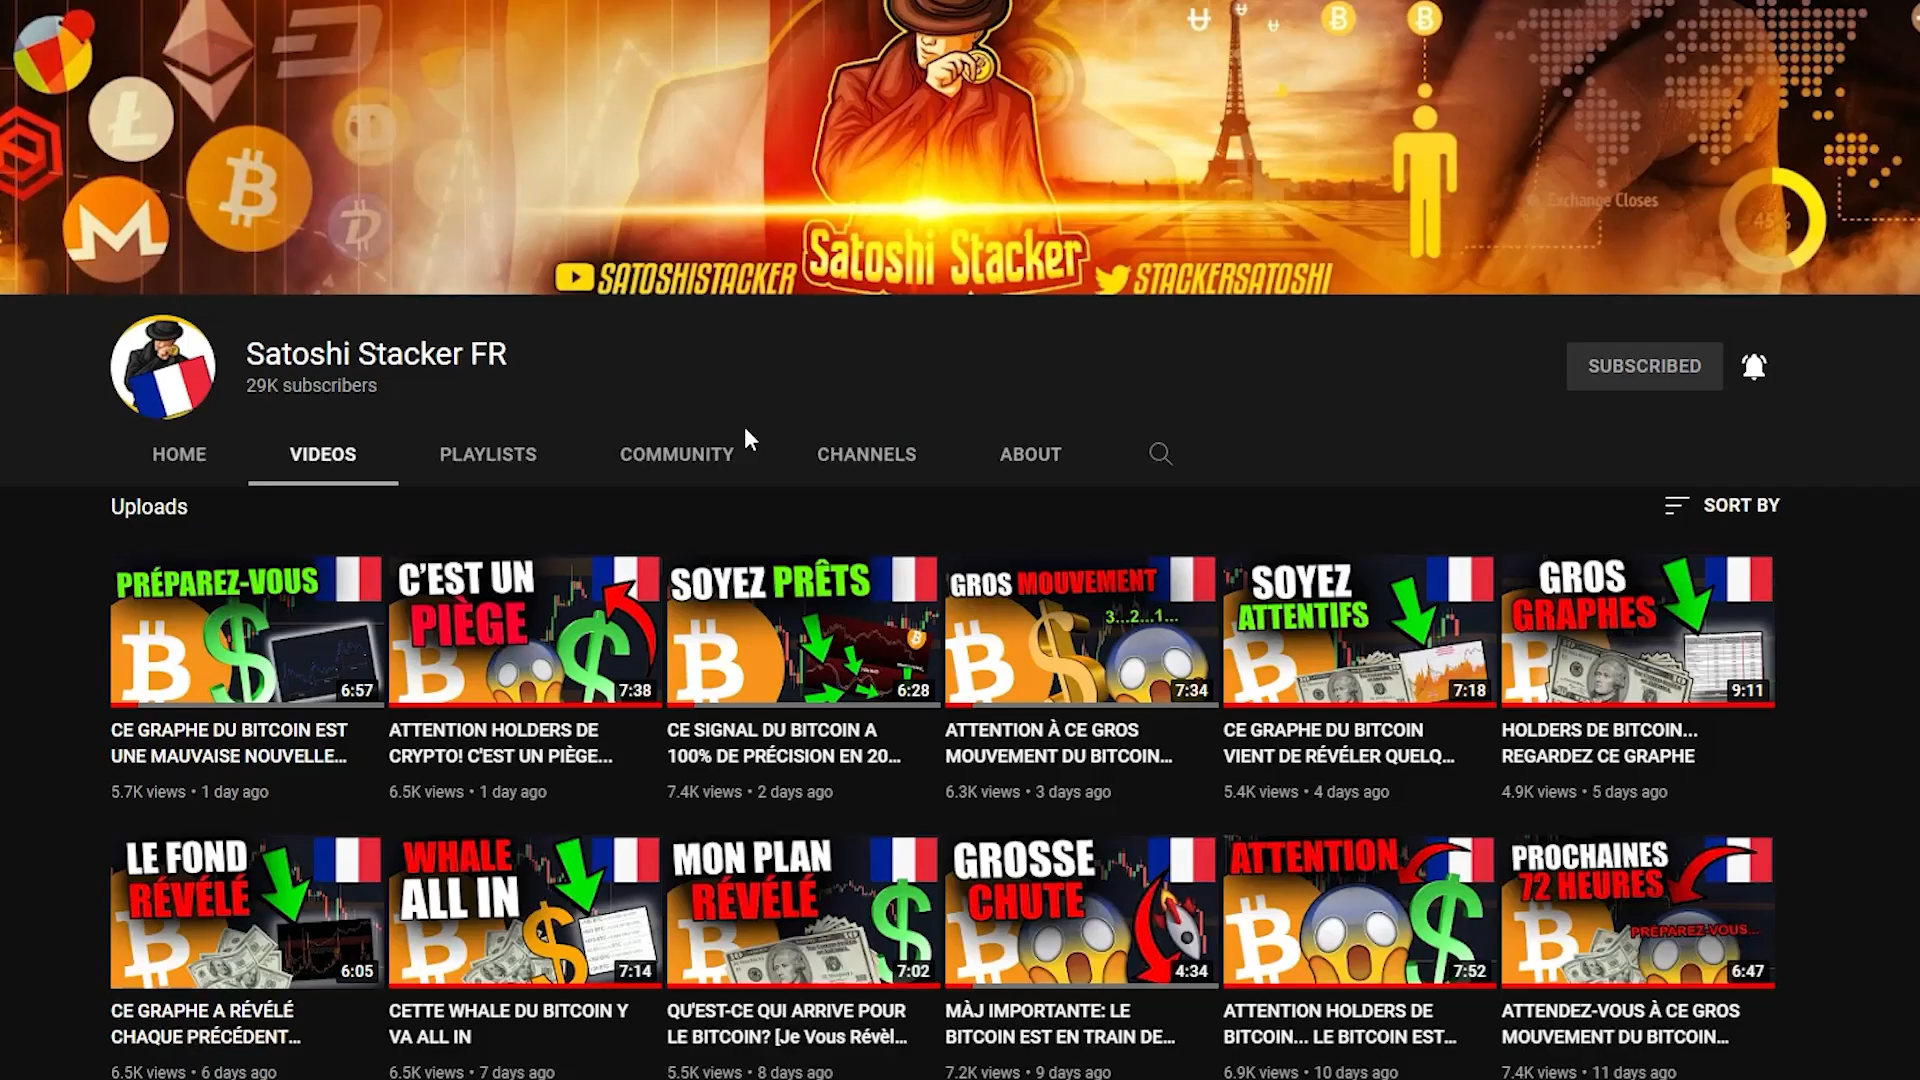 Exchange Closes
45%
Satoshi Stacker
SATOSHISTACKER
STACKERSATOSHI
Satoshi Stacker FR
29K subscribers
SUBSCRIBED
HOME
VIDEOS
PLAYLISTS
COMMUNITY
CHANNELS
ABOUT
Uploads
SORT BY
PRÉPAREZ-VOUS
6:57
C'EST UN
PIÈGE
7:38
SOYEZ PRÊTS
6:28
GROS MOUVEMENT
3...2...1...
7:34
SOYEZ
ATTENTIFS
7:18
GROS
GRAPHES
9:11
CE GRAPHE DU BITCOIN EST
UNE MAUVAISE NOUVELLE...
5.7K views • 1 day ago
ATTENTION HOLDERS DE
CRYPTO! C'EST UN PIÈGE...
6.5K views • 1 day ago
CE SIGNAL DU BITCOIN A
100% DE PRÉCISION EN 20...
7.4K views • 2 days ago
ATTENTION À CE GROS
MOUVEMENT DU BITCOIN...
6.3K views • 3 days ago
CE GRAPHE DU BITCOIN
VIENT DE RÉVÉLER QUELQ...
5.4K views • 4 days ago
HOLDERS DE BITCOIN...
REGARDEZ CE GRAPHE
4.9K views • 5 days ago
LE FOND
RÉVÉLÉ
6:05
WHALE
ALL IN
7:14
MON PLAN
RÉVÉLÉ
7:02
GROSSE
CHUTE
4:34
ATTENTION
7:52
PROCHAINES
72 HEURES
PRÉPAREZ-VOUS...
6:47
CE GRAPHE A RÉVÉLÉ
CHAQUE PRÉCÉDENT...
6.5K views • 6 days ago
CETTE WHALE DU BITCOIN Y
VA ALL IN
6.5K views • 7 days ago
QU'EST-CE QUI ARRIVE POUR
LE BITCOIN? [Je Vous Révèl...
5.5K views • 8 days ago
MÀJ IMPORTANTE: LE
BITCOIN EST EN TRAIN DE...
7.2K views • 9 days ago
ATTENTION HOLDERS DE
BITCOIN... LE BITCOIN EST...
6.9K views • 10 days ago
ATTENDEZ-VOUS À CE GROS
MOUVEMENT DU BITCOIN...
7.4K views • 11 days ago